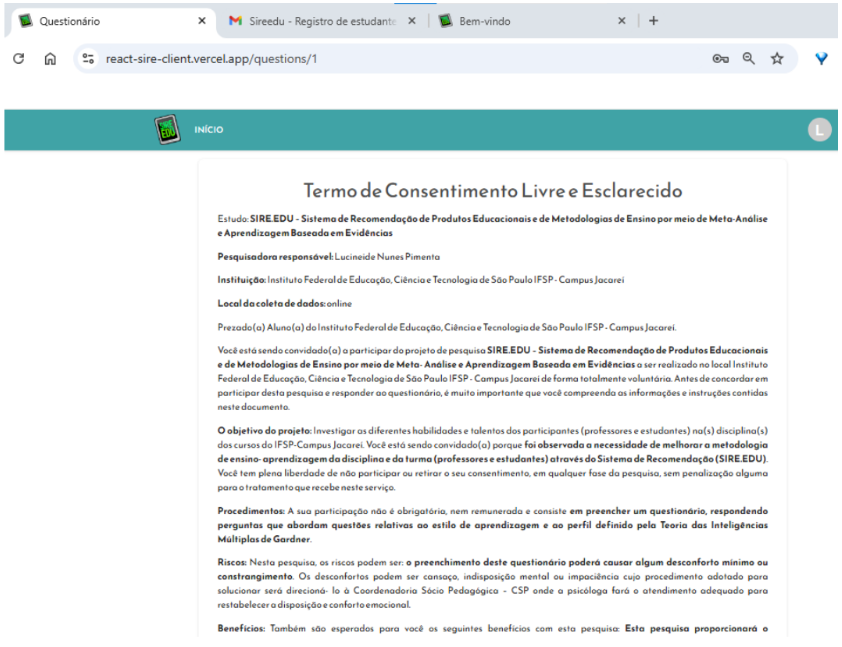 Questionário
Sireedu - Registro de estudante
Bem-vindo
react-sire-client.vercel.app/questions/1
SIRE EDU
INÍCIO
L
Termo de Consentimento Livre e Esclarecido
Estudo: SIRE.EDU - Sistema de Recomendação de Produtos Educacionais e de Metodologias de Ensino por meio de Meta-Análise
e Aprendizagem Baseada em Evidências
Pesquisadora responsável: Lucineide Nunes Pimenta
Instituição: Instituto Federal de Educação, Ciência e Tecnologia de São Paulo IFSP - Campus Jacareí
Local da coleta de dados: online
Prezado(a) Aluno(a) do Instituto Federal de Educação, Ciência e Tecnologia de São Paulo IFSP - Campus Jacareí.
Você está sendo convidado(a) a participar do projeto de pesquisa SIRE.EDU - Sistema de Recomendação de Produtos Educacionais
e de Metodologias de Ensino por meio de Meta- Análise e Aprendizagem Baseada em Evidências a ser realizado no local Instituto
Federal de Educação, Ciência e Tecnologia de São Paulo IFSP - Campus Jacareí de forma totalmente voluntária. Antes de concordar em
participar desta pesquisa e responder ao questionário, é muito importante que você compreenda as informações e instruções contidas
neste documento.
O objetivo do projeto: Investigar as diferentes habilidades e talentos dos participantes (professores e estudantes) na(s) disciplina(s)
dos cursos do IFSP-Campus Jacareí. Você está sendo convidado(a) porque foi observada a necessidade de melhorar a metodologia
de ensino- aprendizagem da disciplina e da turma (professores e estudantes) através do Sistema de Recomendação (SIRE.EDU).
Você tem plena liberdade de não participar ou retirar o seu consentimento, em qualquer fase da pesquisa, sem penalização alguma
para o tratamento que recebe neste serviço.
Procedimentos: A sua participação não é obrigatória, nem remunerada e consiste em preencher um questionário, respondendo
perguntas que abordam questões relativas ao estilo de aprendizagem e ao perfil definido pela Teoria das Inteligências
Múltiplas de Gardner.
Riscos: Nesta pesquisa, os riscos podem ser: o preenchimento deste questionário poderá causar algum desconforto mínimo ou
constrangimento. Os desconfortos podem ser cansaço, indisposição mental ou impaciência cujo procedimento adotado para
solucionar será direcioná- lo à Coordenadoria Sócio Pedagógica - CSP onde a psicóloga fará o atendimento adequado para
restabelecer a disposição e conforto emocional.
Benefícios: Também são esperados para você os seguintes benefícios com esta pesquisa: Esta pesquisa proporcionará o